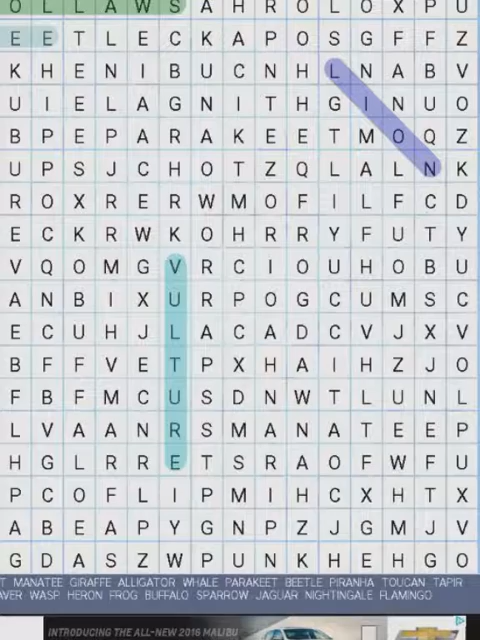 O L L A W S A H R O L O X P U
E E T L E C K A P O S G F F Z
K H E N I B U C N H L N A B V
U I E L A G N I T H G I N U O
B P E P A R A K E E T M O Q Z
U P S J C H O T Z Q L A L N K
R O X R E R W M O F I L F C D
E C K R W K O H R R Y F U T Y
V Q O M G V R C I O U H O B U
A N B I X U R P O G C U M S C
E C U H J L A C A D C V J X V
B F F V E T P X H A I H Z J O
F B F M C U S D N W T L U N L
L V A A N R S M A N A T E E P
H G L R R E T S R A O F W F U
P C O F L I P M I H C X H T X
A B E A P Y G N P Z J G M J V
G D A S Z W P U N K H E H G O
T MANATEE GIRAFFE ALLIGATOR WHALE PARAKEET BEETLE PIRANHA TOUCAN TAPIR
AVER WASP HERON FROG BUFFALO SPARROW JAGUAR NIGHTINGALE FLAMINGO
INTRODUCING THE ALL-NEW 2016 MALIBU